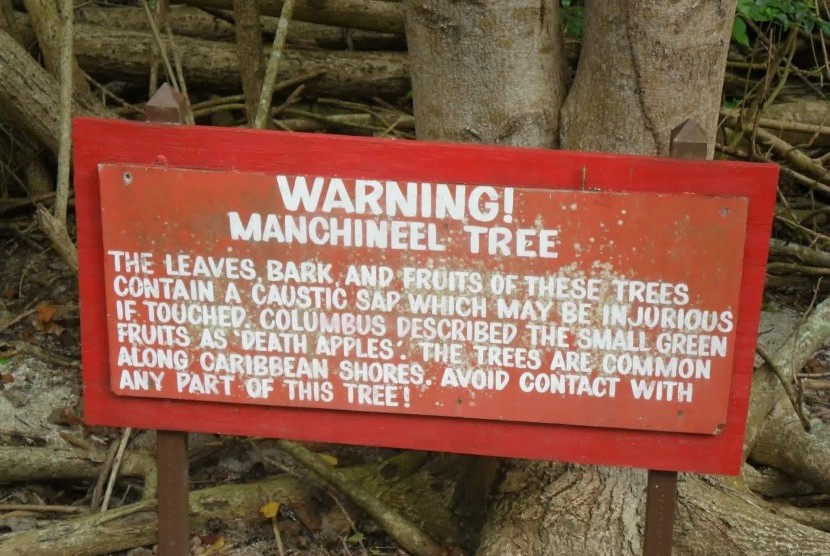 WARNING!
MANCHINEEL TREE
THE LEAVES, BARK, AND FRUITS OF THESE TREES
CONTAIN A CAUSTIC SAP WHICH MAY BE INJURIOUS
IF TOUCHED. COLUMBUS DESCRIBED THE SMALL GREEN
FRUITS AS 'DEATH APPLES'. THE TREES ARE COMMON
ALONG CARIBBEAN SHORES. AVOID CONTACT WITH
ANY PART OF THIS TREE!